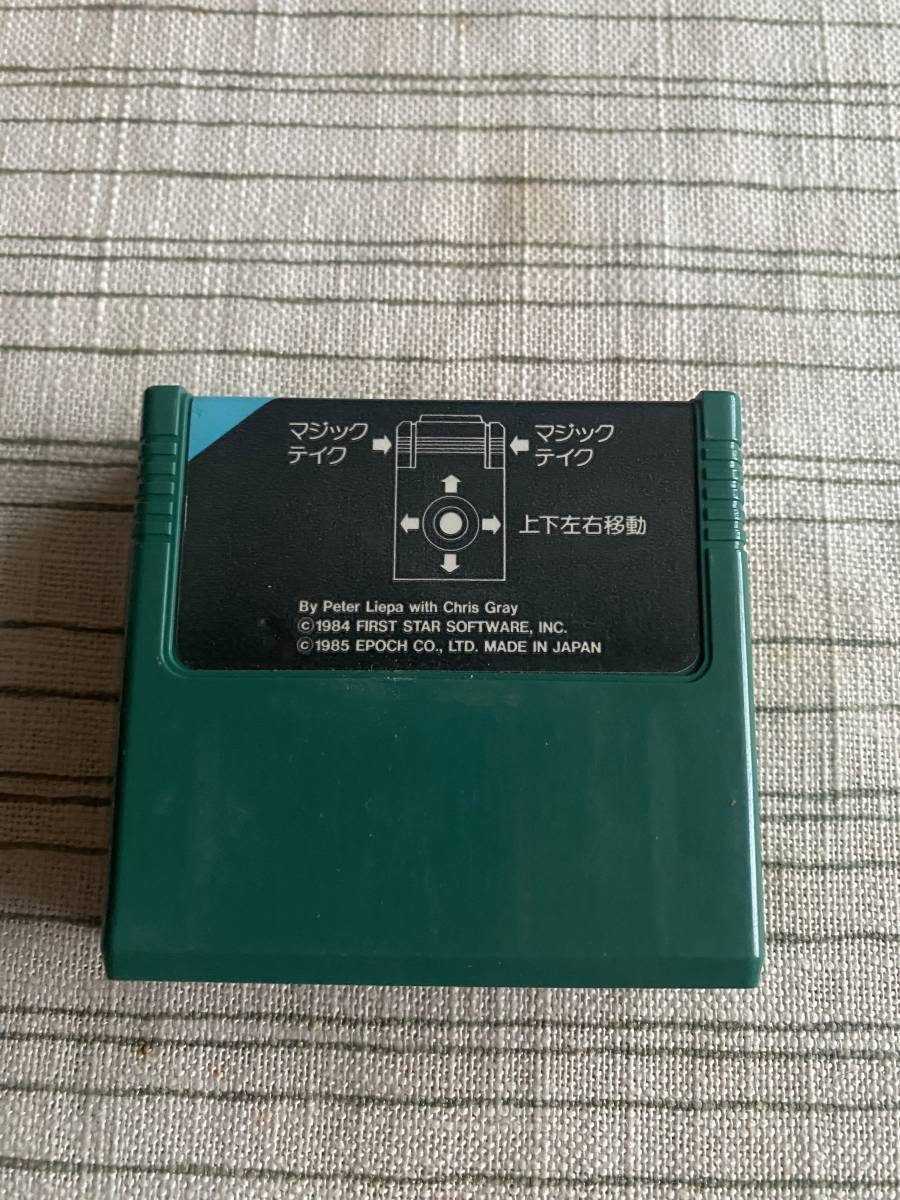 マジック
テイク
マジック
テイク
上下左右移動
By Peter Liepa with Chris Gray
©1984 FIRST STAR SOFTWARE, INC.
©1985 EPOCH CO., LTD. MADE IN JAPAN